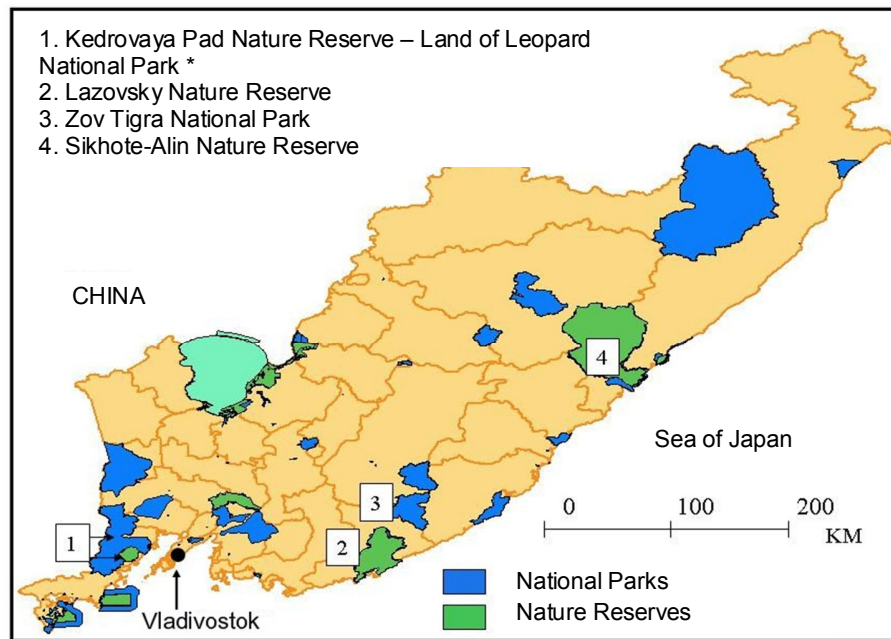 1. Kedrovaya Pad Nature Reserve – Land of Leopard
National Park *
2. Lazovsky Nature Reserve
3. Zov Tigra National Park
4. Sikhote-Alin Nature Reserve
CHINA
4
Sea of Japan
3
0 100 200
KM
1
2
National Parks
Vladivostok
Nature Reserves